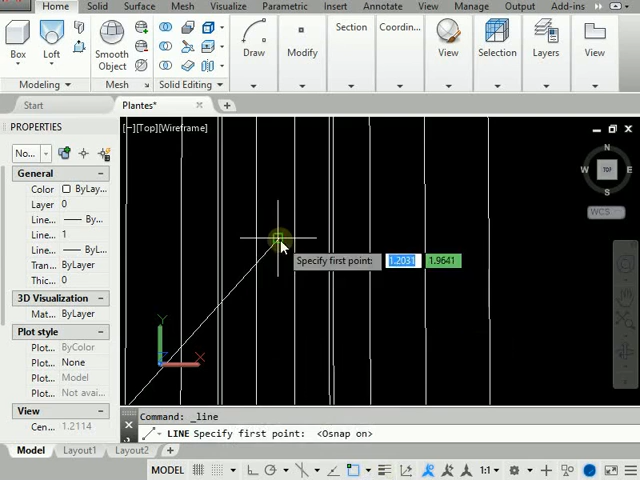 Home Solid Surface Mesh Visualize Parametric Insert Annotate View Manage Output Add-ins
Box Loft Smooth Object Draw Modify Section Coordin... View Selection Layers View
Modeling Mesh Solid Editing
Start Plantes*
PROPERTIES
[−][Top][Wireframe]
No...
General
Color ByLay...
Layer 0
Line... By...
Line... 1
Line... By...
Tran... ByLayer
3D Visualization
Mat... ByLayer
Plot style
Plot... ByColor
Plot... None
Plot... Model
Plot... Not avai...
View
Cen... 1.2114
N
W TOP E
S
WCS
Specify first point: 1.2031 1.9641
Y
X
Command: _line
LINE Specify first point: <Osnap on>
Model Layout1 Layout2 +
MODEL 1:1